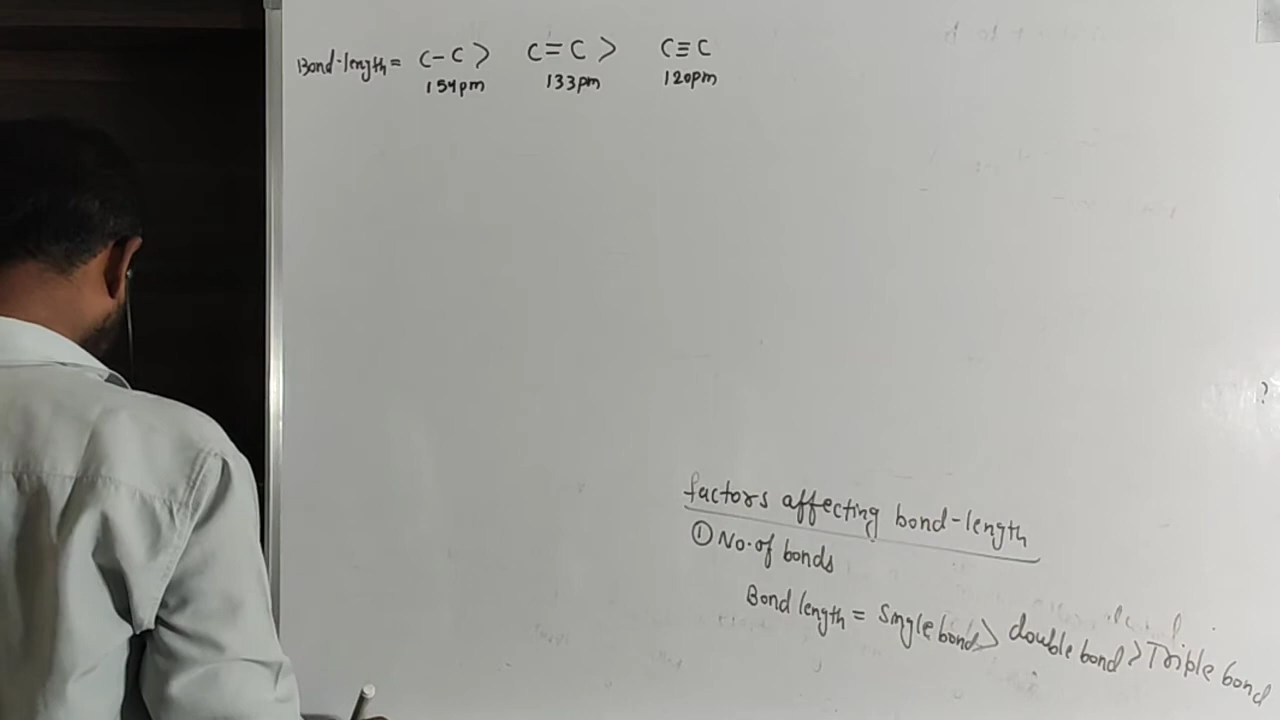 Bond-length = C-C > C=C > C≡C
154pm 133pm 120pm
factors affecting bond-length
① No. of bonds
Bond length = Single bond > double bond > Triple bond
?